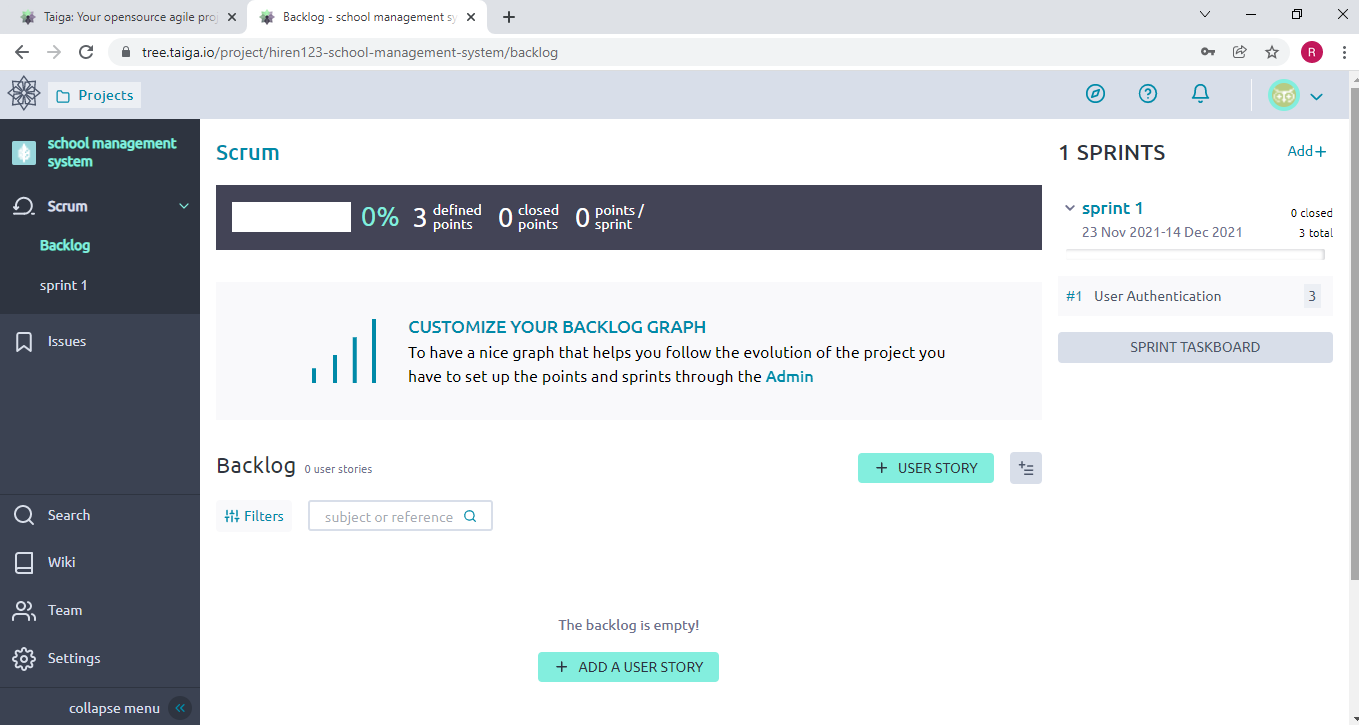 Taiga: Your opensource agile pro
Backlog - school management sy
tree.taiga.io/project/hiren123-school-management-system/backlog
R
Projects
school management
system
Scrum
Backlog
sprint 1
Issues
Search
Wiki
Team
Settings
collapse menu
Scrum
0% 3 defined points 0 closed points 0 points / sprint
CUSTOMIZE YOUR BACKLOG GRAPH
To have a nice graph that helps you follow the evolution of the project you
have to set up the points and sprints through the Admin
Backlog 0 user stories
+ USER STORY
Filters
subject or reference
The backlog is empty!
+ ADD A USER STORY
1 SPRINTS
Add+
sprint 1
0 closed
23 Nov 2021-14 Dec 2021
3 total
#1 User Authentication 3
SPRINT TASKBOARD